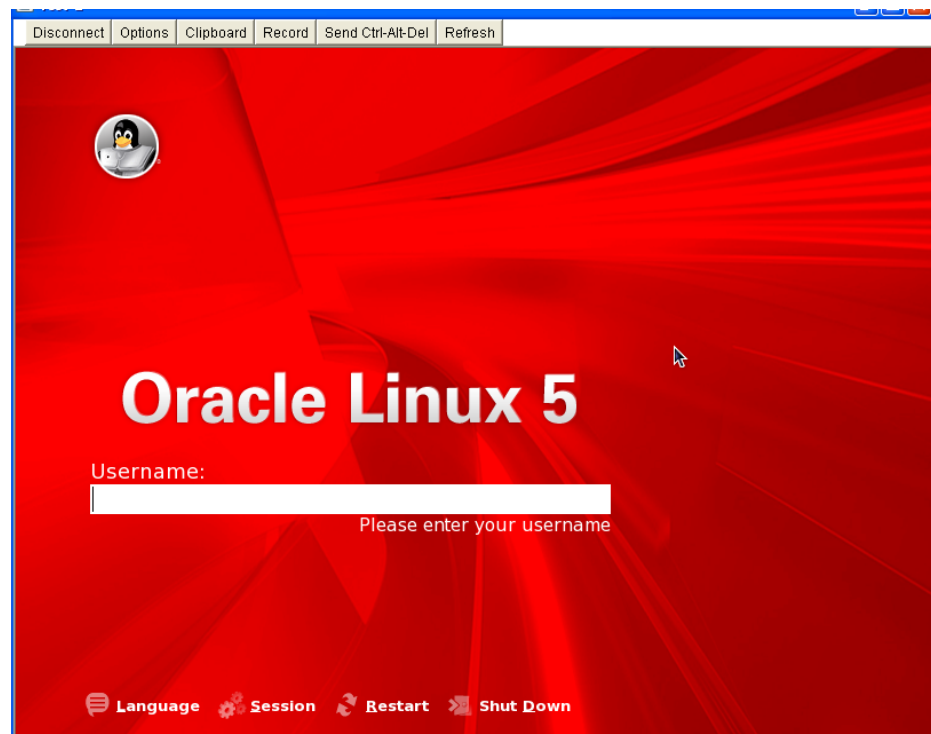 Disconnect Options Clipboard Record Send Ctrl-Alt-Del Refresh
Oracle Linux 5
Username:
Please enter your username
Language Session Restart Shut Down